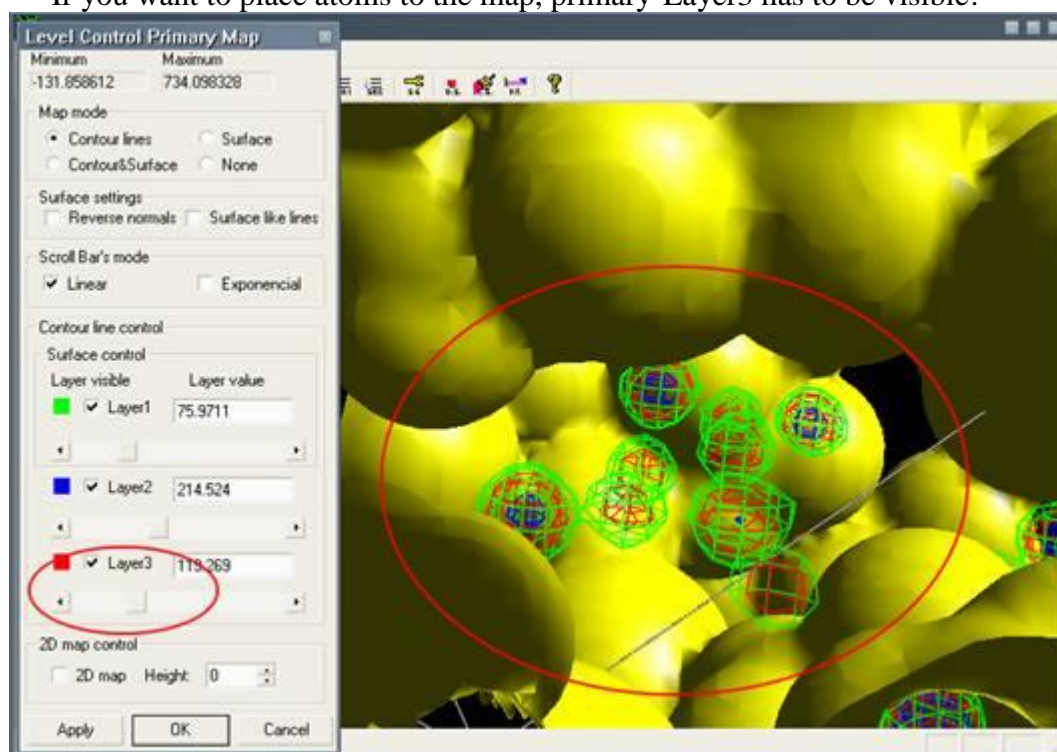 If you want to place atoms to the map, primary Layer3 has to be visible!
Level Control Primary Map
Minimum Maximum
-131.858612 734.098328
Map mode
Contour lines Surface
Contour&Surface None
Surface settings
Reverse normals Surface like lines
Scroll Bar's mode
Linear Exponencial
Contour line control
Surface control
Layer visible Layer value
Layer1 75.9711
Layer2 214.524
Layer3 119.269
2D map control
2D map Height: 0
Apply OK Cancel